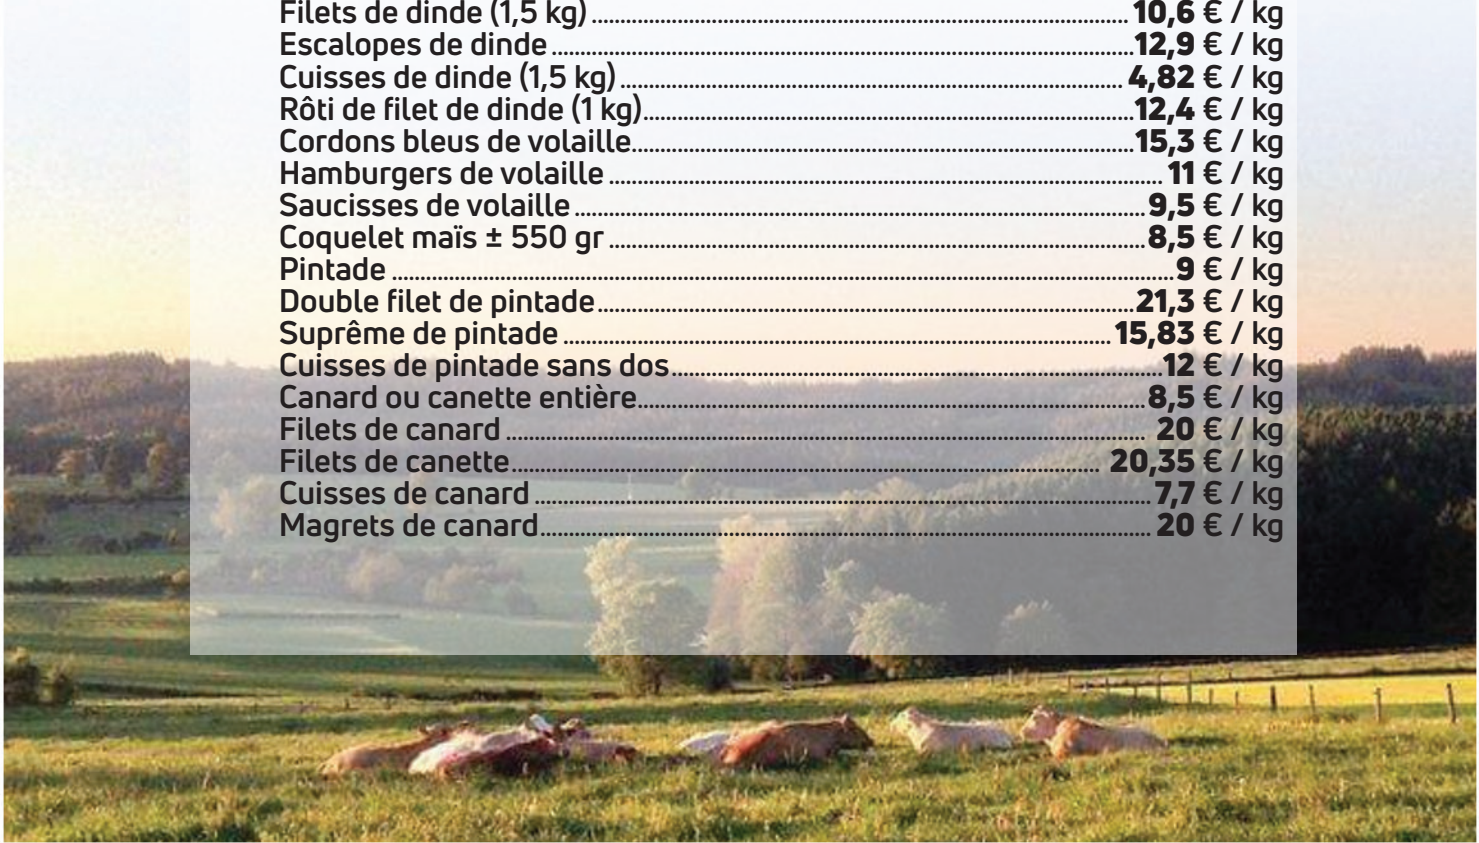 Filets de dinde (1,5 kg) 10,6 € / kg
Escalopes de dinde 12,9 € / kg
Cuisses de dinde (1,5 kg) 4,82 € / kg
Rôti de filet de dinde (1 kg) 12,4 € / kg
Cordons bleus de volaille 15,3 € / kg
Hamburgers de volaille 11 € / kg
Saucisses de volaille 9,5 € / kg
Coquelet maïs ± 550 gr 8,5 € / kg
Pintade 9 € / kg
Double filet de pintade 21,3 € / kg
Suprême de pintade 15,83 € / kg
Cuisses de pintade sans dos 12 € / kg
Canard ou canette entière 8,5 € / kg
Filets de canard 20 € / kg
Filets de canette 20,35 € / kg
Cuisses de canard 7,7 € / kg
Magrets de canard 20 € / kg